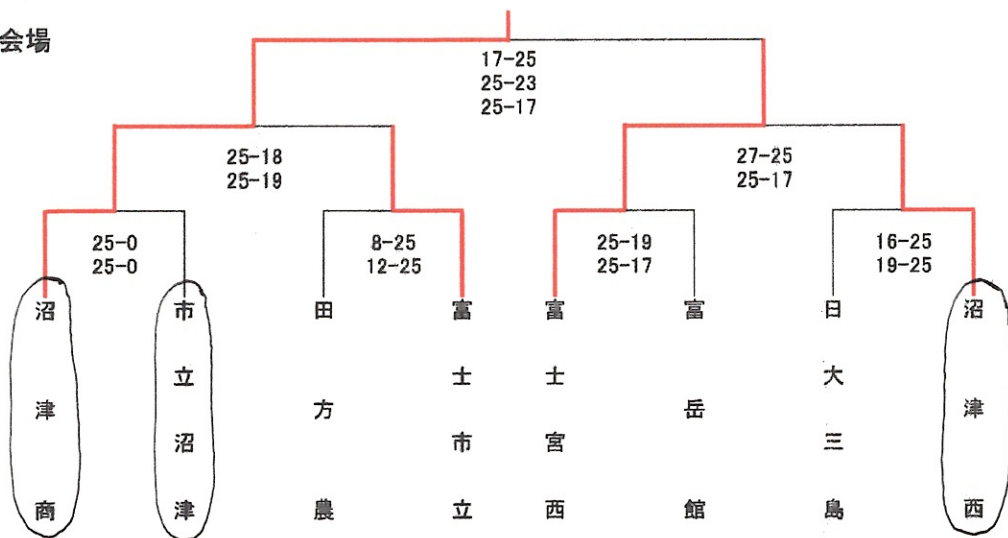 会場
17-25
25-23
25-17
25-18
25-19
27-25
25-17
25-0
25-0
8-25
12-25
25-19
25-17
16-25
19-25
沼津商
市立沼津
田方農
富士市立
富士宮西
富岳館
日大三島
沼津西